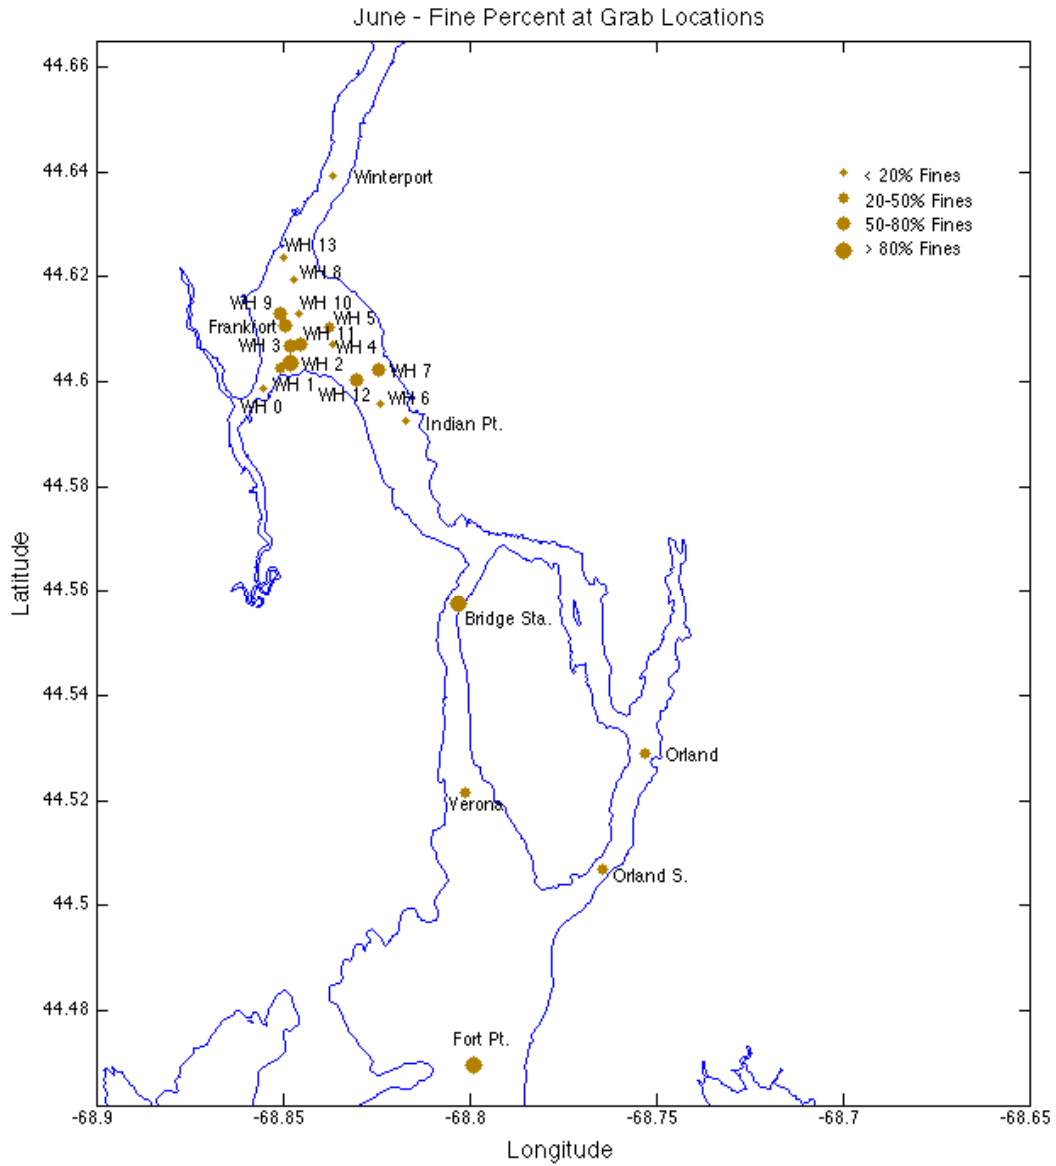 June - Fine Percent at Grab Locations
44.66
44.64
44.62
44.6
44.58
44.56
44.54
44.52
44.5
44.48
Latitude
Winterport
< 20% Fines
20-50% Fines
50-80% Fines
> 80% Fines
WH 13
WH 8
WH 9
WH 10
Frankfort
WH 5
WH 11
WH 3
WH 4
WH 2
WH 7
WH 1
WH 12
WH 6
WH 0
Indian Pt.
Bridge Sta.
Orland
Verona
Orland S.
Fort Pt.
-68.9
-68.85
-68.8
-68.75
-68.7
-68.65
Longitude